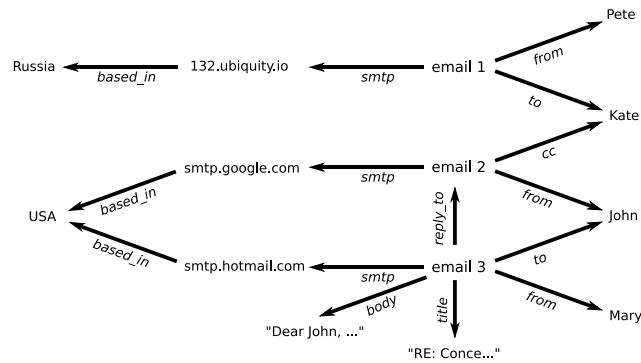 Pete
from
Russia
based_in
132.ubiquity.io
smtp
email 1
to
Kate
cc
smtp.google.com
smtp
email 2
from
based_in
USA
reply_to
John
based_in
to
smtp.hotmail.com
smtp
email 3
body
title
from
Mary
"Dear John, ..."
"RE: Conce..."